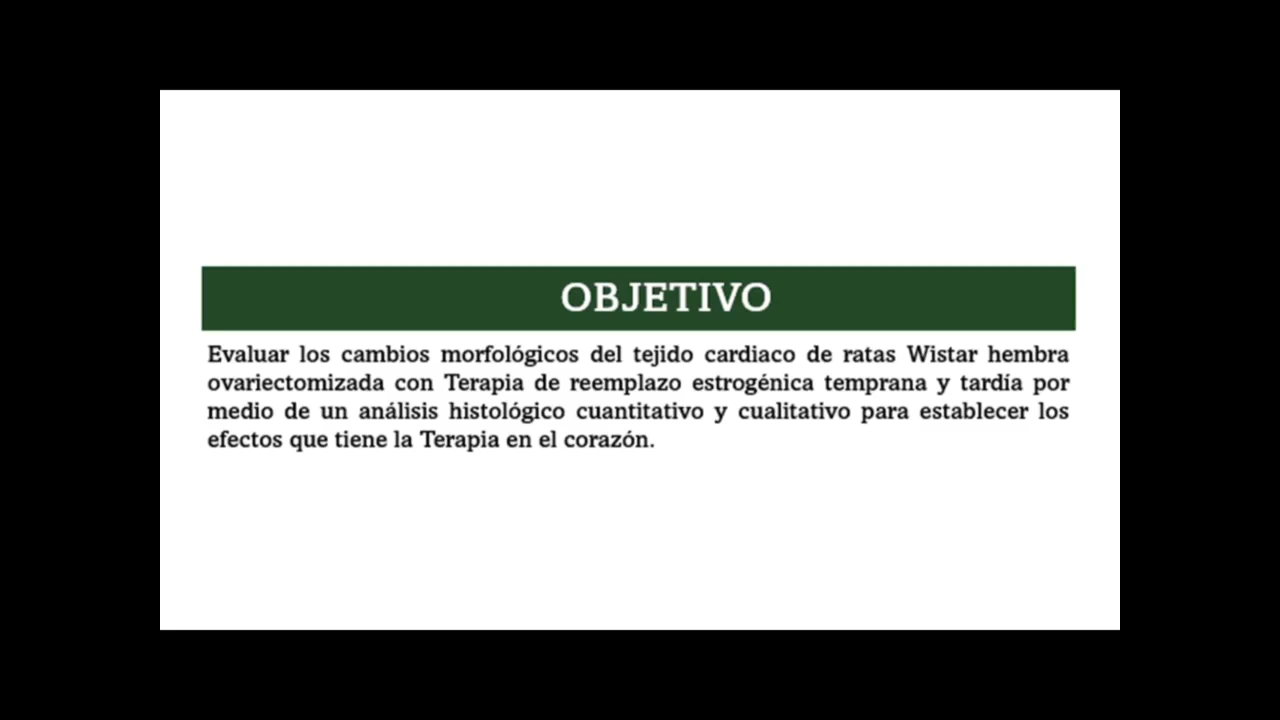 OBJETIVO
Evaluar los cambios morfológicos del tejido cardiaco de ratas Wistar hembra
ovariectomizada con Terapia de reemplazo estrogénica temprana y tardía por
medio de un análisis histológico cuantitativo y cualitativo para establecer los
efectos que tiene la Terapia en el corazón.